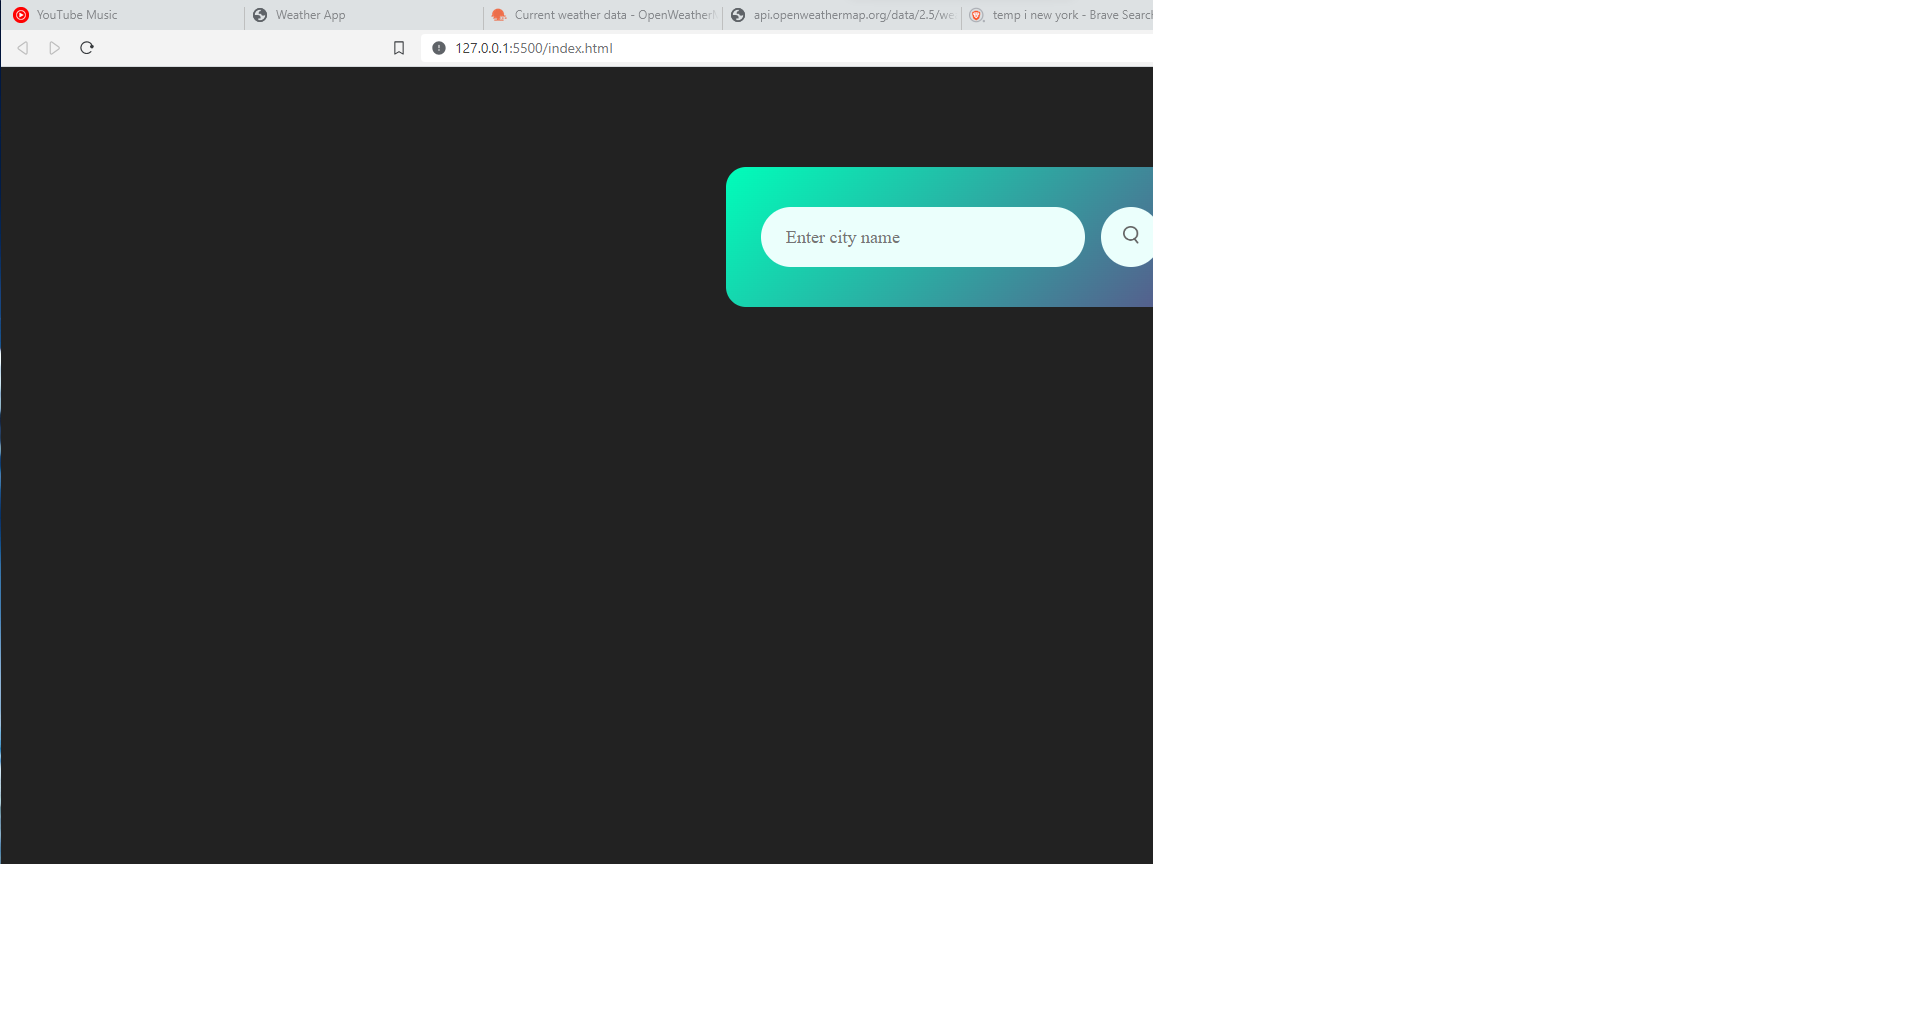 YouTube Music
Weather App
Current weather data - OpenWeather
api.openweathermap.org/data/2.5/we
temp i new york - Brave Searc
127.0.0.1:5500/index.html
Enter city name